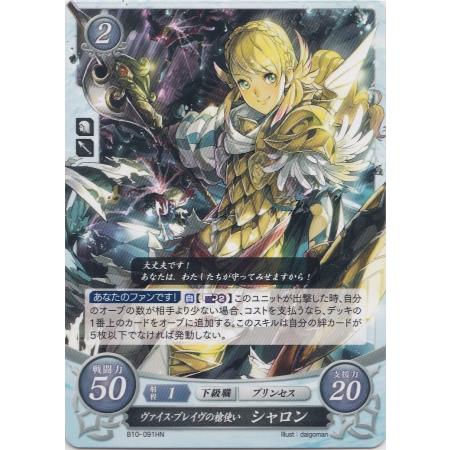 2
大丈夫です！
あなたは、わたしたちが守ってみせますから！
あなたのファンです！ 自 【2】このユニットが出撃した時、自分
のオーブの数が相手より少ない場合、コストを支払うなら、デッキの
1番上のカードをオーブに追加する。このスキルは自分の絆カードが
5枚以下でなければ発動しない。
戦闘力
50
射程 1
下級職
プリンセス
支援力
20
ヴァイス・ブレイヴの槍使い シャロン
B10-091HN
Illust：daigoman